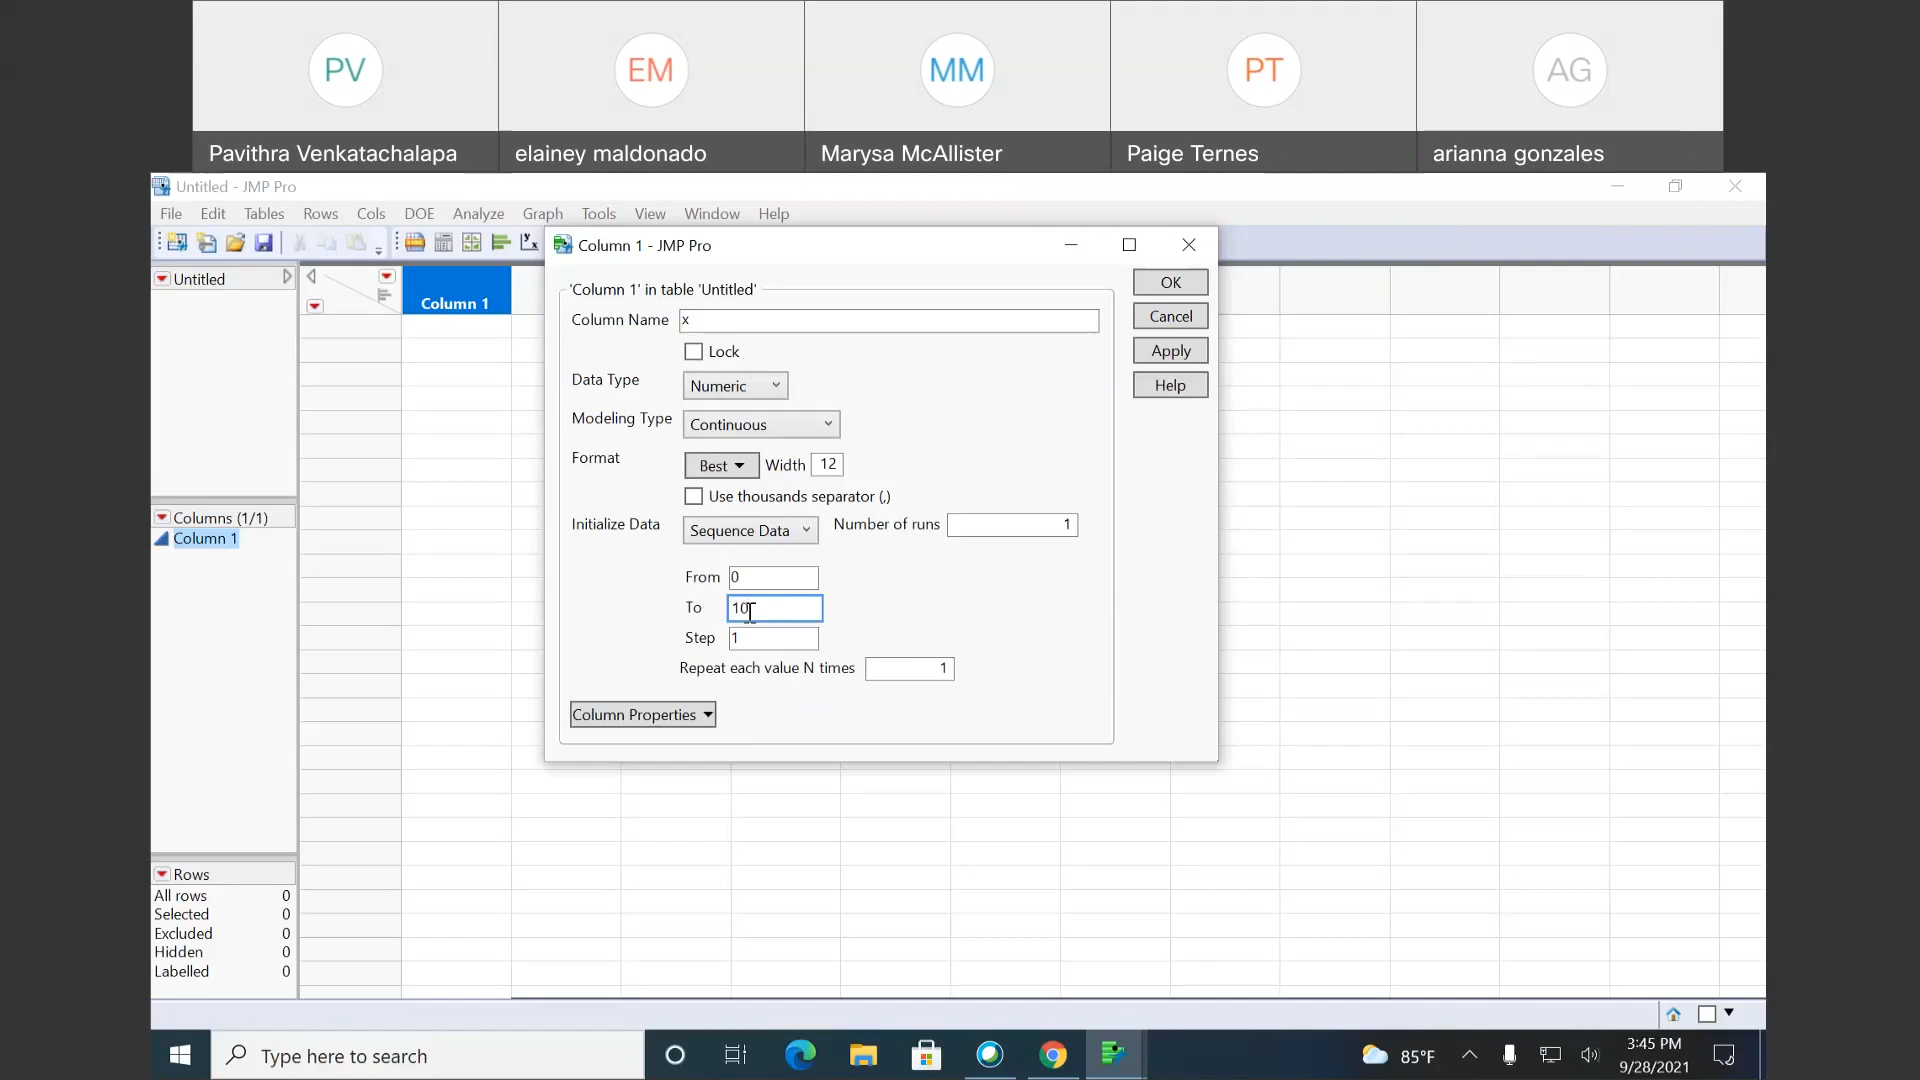 PV
EM
MM
PT
AG
Pavithra Venkatachalapa
elainey maldonado
Marysa McAllister
Paige Ternes
arianna gonzales
Untitled - JMP Pro
File Edit Tables Rows Cols DOE Analyze Graph Tools View Window Help
Column 1 - JMP Pro
Untitled
Column 1
'Column 1' in table 'Untitled'
Column Name x
Lock
Data Type Numeric
Modeling Type Continuous
Format Best Width 12
Use thousands separator (,)
Initialize Data Sequence Data Number of runs 1
From 0
To 10
Step 1
Repeat each value N times 1
Column Properties
OK
Cancel
Apply
Help
Columns (1/1)
Column 1
Rows
All rows 0
Selected 0
Excluded 0
Hidden 0
Labelled 0
Type here to search
85°F
3:45 PM
9/28/2021